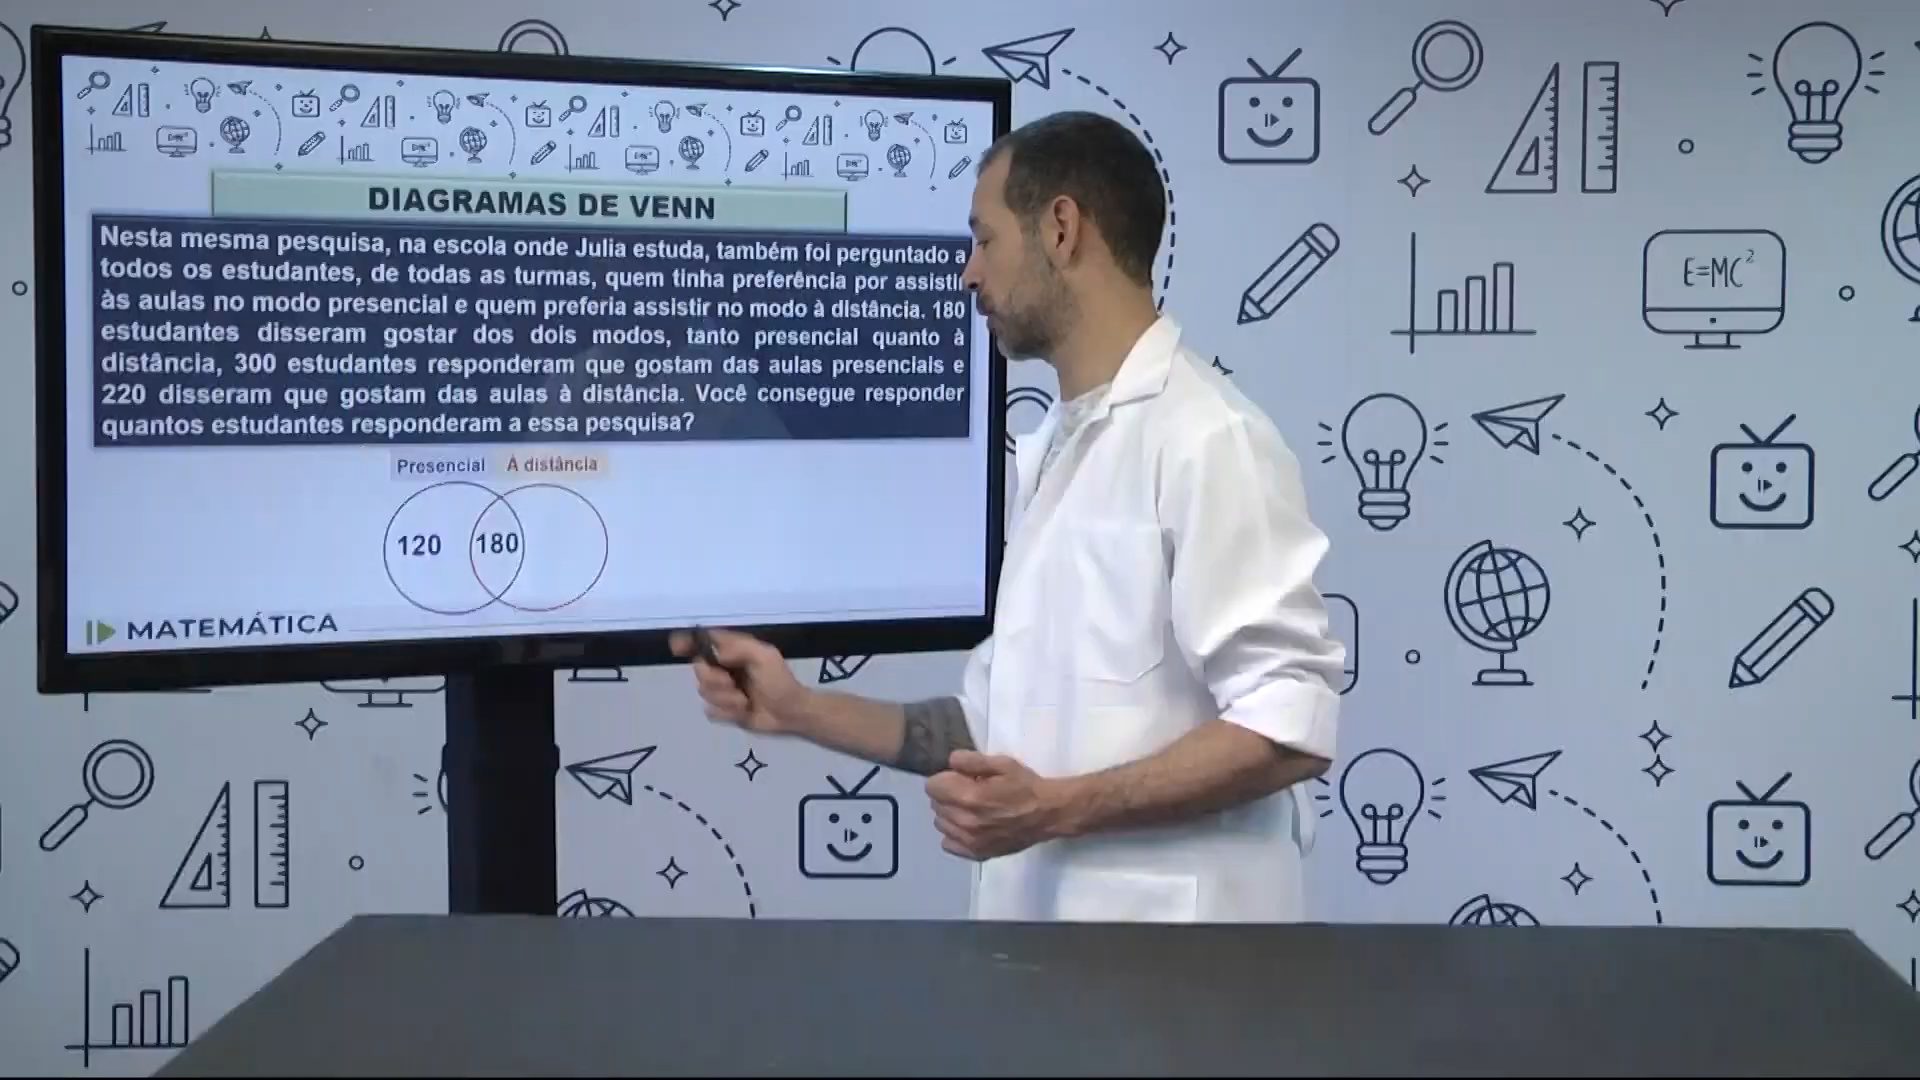 DIAGRAMAS DE VENN
Nesta mesma pesquisa, na escola onde Julia estuda, também foi perguntado a
todos os estudantes, de todas as turmas, quem tinha preferência por assistir
às aulas no modo presencial e quem preferia assistir no modo à distância. 180
estudantes disseram gostar dos dois modos, tanto presencial quanto à
distância, 300 estudantes responderam que gostam das aulas presenciais e
220 disseram que gostam das aulas à distância. Você consegue responder
quantos estudantes responderam a essa pesquisa?
Presencial À distância
120 180
MATEMÁTICA
E=MC²